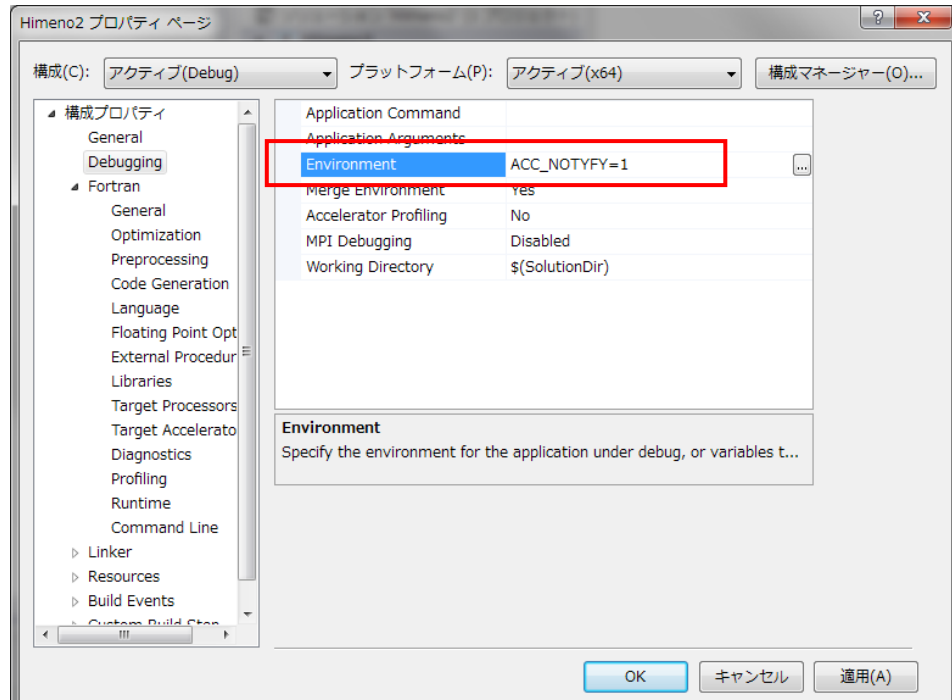 Himeno2 プロパティ ページ
構成(C): アクティブ(Debug) プラットフォーム(P): アクティブ(x64) 構成マネージャー(O)...
構成プロパティ
General
Debugging
Fortran
General
Optimization
Preprocessing
Code Generation
Language
Floating Point Opt
External Procedur
Libraries
Target Processors
Target Accelerato
Diagnostics
Profiling
Runtime
Command Line
Linker
Resources
Build Events
Custom Build Step
Application Command
Application Arguments
Environment ACC_NOTYFY=1 ...
Merge Environment Yes
Accelerator Profiling No
MPI Debugging Disabled
Working Directory $(SolutionDir)
Environment
Specify the environment for the application under debug, or variables t...
OK キャンセル 適用(A)